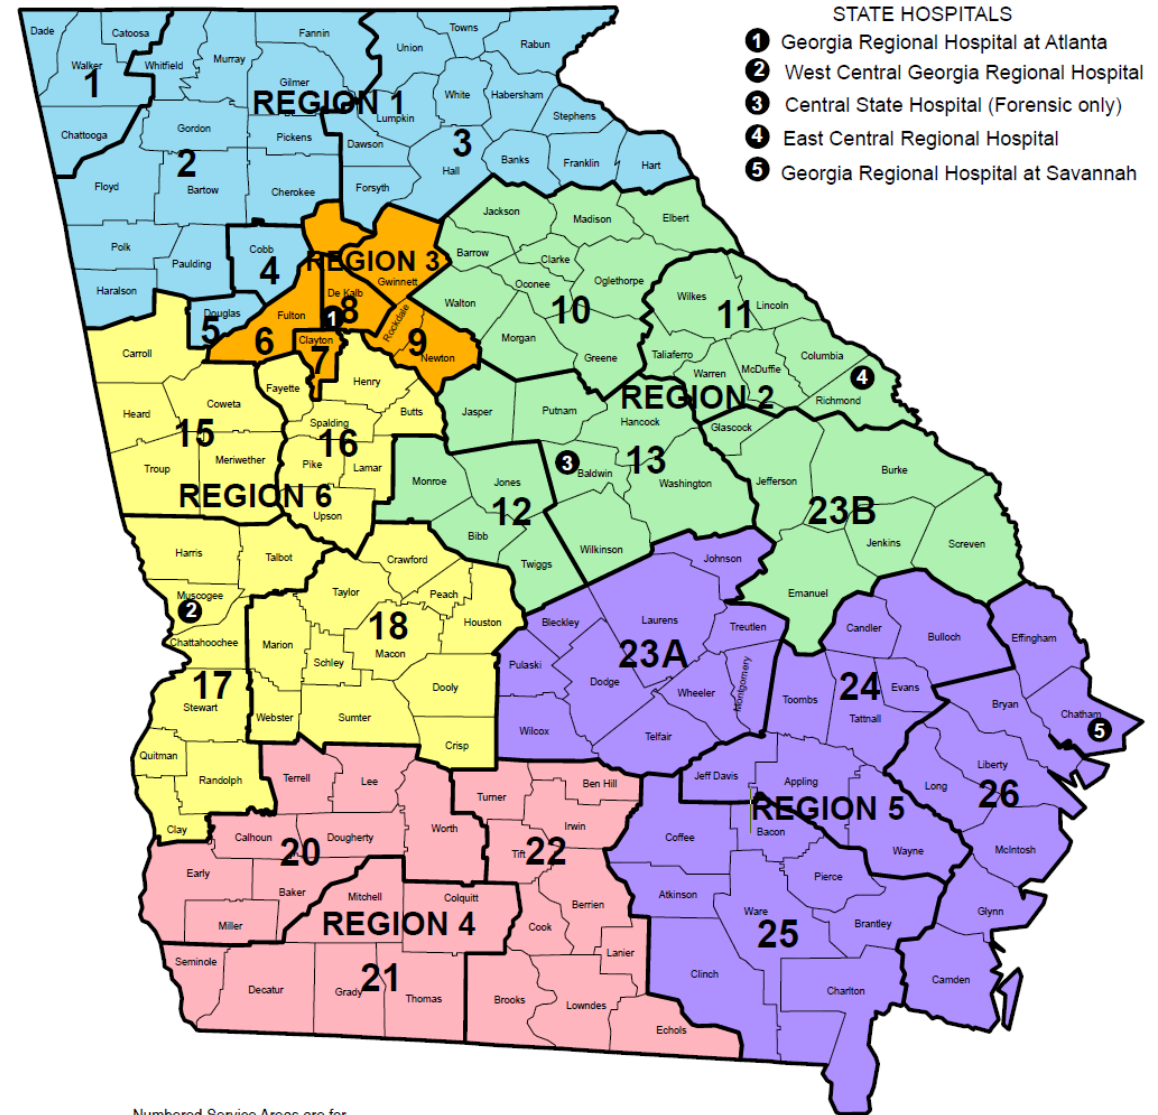 STATE HOSPITALS
1 Georgia Regional Hospital at Atlanta
2 West Central Georgia Regional Hospital
3 Central State Hospital (Forensic only)
4 East Central Regional Hospital
5 Georgia Regional Hospital at Savannah
Dade
Catoosa
Fannin
Towns
Union
Rabun
Walker
Whitfield
Murray
1
Gilmer
REGION 1
White
Habersham
Lumpkin
Stephens
Chattooga
Gordon
Pickens
Dawson
3
2
Hall
Banks
Franklin
Hart
Floyd
Bartow
Cherokee
Forsyth
Jackson
Madison
Elbert
Polk
Paulding
Cobb
4
REGION 3
Gwinnett
Barrow
Clarke
Oconee
Oglethorpe
Haralson
De Kalb
Douglas
5
Fulton
6
1
8
Rockdale
Walton
10
Wilkes
Lincoln
11
Clayton
7
9
Newton
Morgan
Greene
Taliaferro
Warren
McDuffie
Columbia
4
Richmond
Carroll
Fayette
Henry
REGION 2
Heard
Coweta
15
Spalding
16
Butts
Jasper
Putnam
Hancock
Glascock
Troup
Meriwether
Pike
Lamar
REGION 6
Upson
Monroe
Jones
12
Bibb
Twiggs
3
Baldwin
13
Washington
Wilkinson
Jefferson
Burke
23B
Jenkins
Screven
Emanuel
Harris
Talbot
Crawford
Johnson
Muscogee
2
Taylor
Peach
18
Houston
Chattahoochee
Marion
Schley
Macon
Bleckley
Laurens
Treutlen
Candler
Bulloch
Effingham
17
Stewart
Dooly
Pulaski
23A
Dodge
Wheeler
Montgomery
Toombs
24
Evans
Tattnall
Bryan
Chatham
5
Webster
Sumter
Wilcox
Telfair
Quitman
Crisp
Randolph
Clay
Terrell
Lee
Turner
Ben Hill
Jeff Davis
Appling
Liberty
Long
26
REGION 5
Calhoun
Dougherty
Worth
Irwin
Coffee
Bacon
Wayne
McIntosh
20
Tift
22
Early
Baker
Mitchell
Colquitt
Berrien
Atkinson
Pierce
Miller
REGION 4
Cook
Ware
25
Brantley
Glynn
Seminole
Lanier
Decatur
Grady
21
Thomas
Brooks
Lowndes
Clinch
Charlton
Camden
Echols
Numbered Service Areas are for